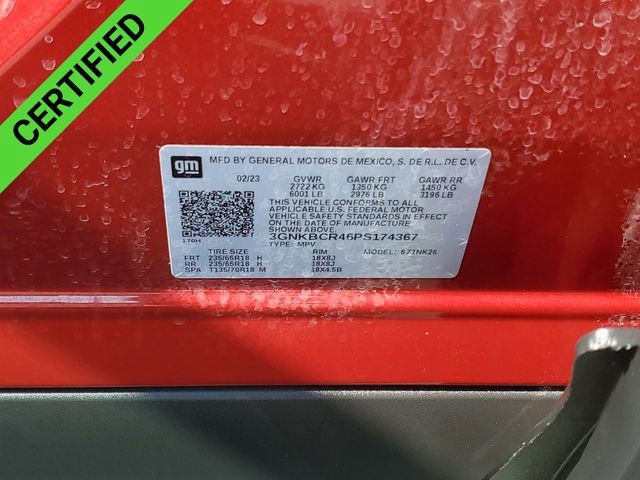 CERTIFIED
gm MFD BY GENERAL MOTORS DE MEXICO, S. DE R.L. DE C.V.
02/23 GVWR GAWR FRT GAWR RR
2722 KG 1350 KG 1450 KG
6001 LB 2976 LB 3196 LB
THIS VEHICLE CONFORMS TO ALL
APPLICABLE U.S. FEDERAL MOTOR
VEHICLE SAFETY STANDARDS IN EFFECT
ON THE DATE OF MANUFACTURE
SHOWN ABOVE.
3GNKBCR46PS174367
170H TYPE: MPV
TIRE SIZE RIM MODEL: 671NK26
FRT 235/65R18 H 18X8J
RR 235/65R18 H 18X8J
SPA T135/70R18 M 18X4.5B